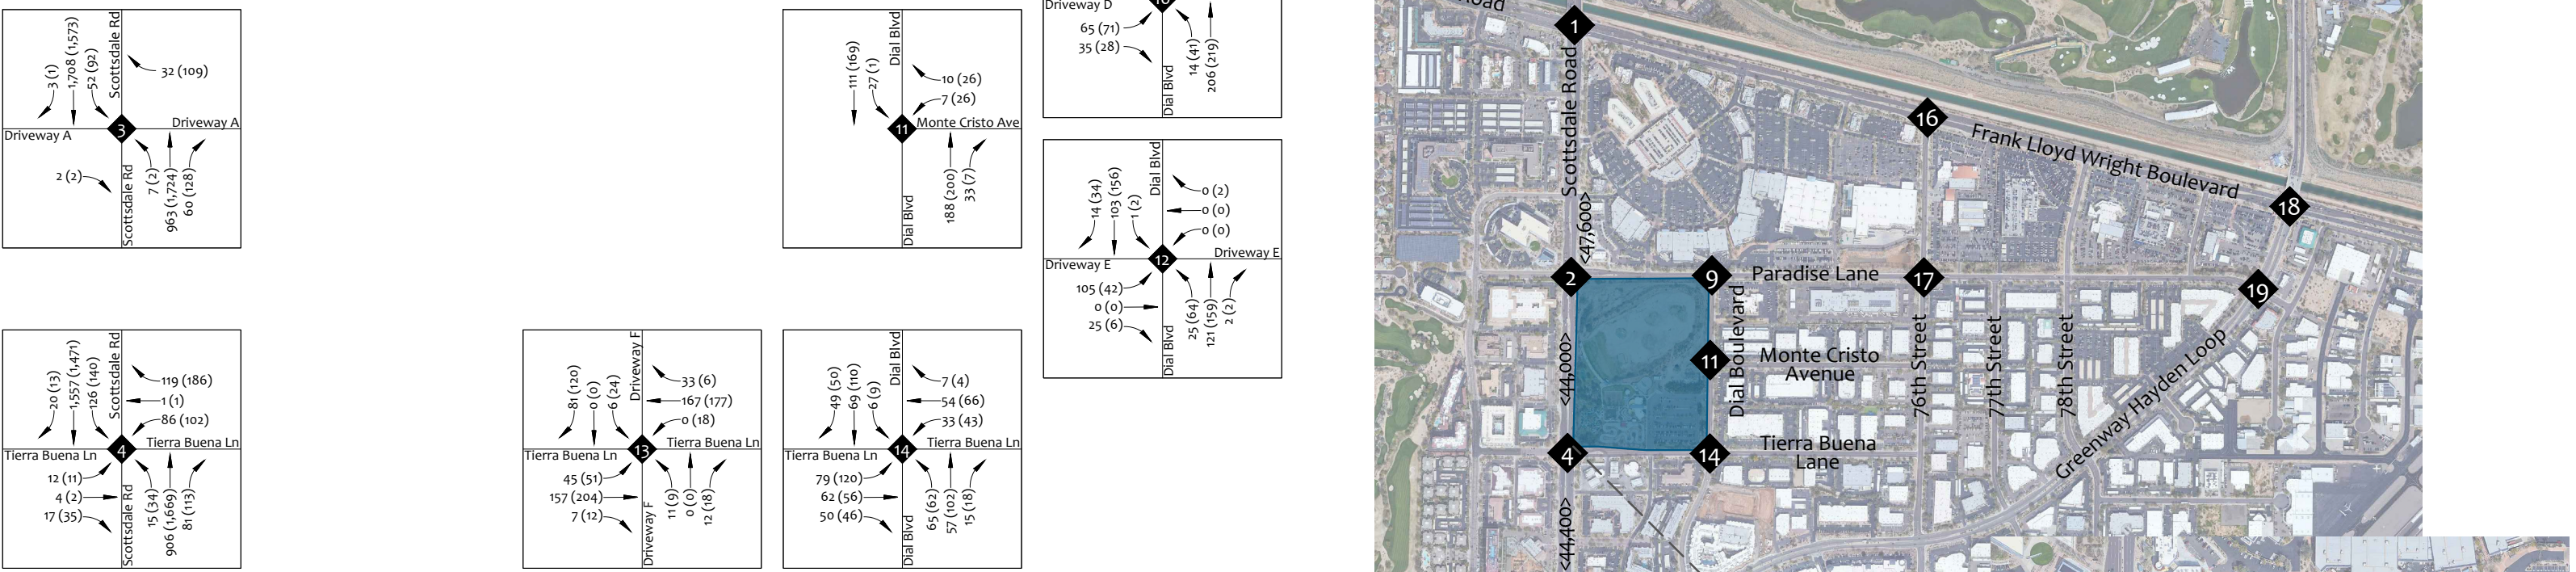 Scottsdale Rd
3 (1)
1,708 (1,573)
52 (92)
32 (109)
Driveway A
Driveway A
3
2 (2)
7 (2)
963 (1,724)
60 (128)
Scottsdale Rd
Scottsdale Rd
20 (13)
1,557 (1,471)
126 (140)
119 (186)
1 (1)
86 (102)
Tierra Buena Ln
Tierra Buena Ln
4
12 (11)
4 (2)
17 (35)
15 (34)
906 (1,669)
81 (113)
Scottsdale Rd
Driveway F
81 (120)
0 (0)
6 (24)
33 (6)
167 (177)
0 (18)
Tierra Buena Ln
Tierra Buena Ln
13
45 (51)
157 (204)
7 (12)
11 (9)
0 (0)
12 (18)
Driveway F
Dial Blvd
111 (169)
27 (1)
10 (26)
7 (26)
Monte Cristo Ave
11
188 (200)
33 (7)
Dial Blvd
Dial Blvd
49 (50)
69 (110)
6 (9)
7 (4)
54 (66)
33 (43)
Tierra Buena Ln
Tierra Buena Ln
14
79 (120)
62 (56)
50 (46)
65 (62)
57 (102)
15 (18)
Dial Blvd
Driveway D
65 (71)
35 (28)
14 (41)
206 (219)
Dial Blvd
Dial Blvd
14 (34)
103 (156)
1 (2)
0 (2)
0 (0)
0 (0)
Driveway E
Driveway E
12
105 (42)
0 (0)
25 (6)
25 (64)
121 (159)
2 (2)
Dial Blvd
1
Scottsdale Road
<47,600>
16
Frank Lloyd Wright Boulevard
18
2
9
Paradise Lane
17
19
<44,000>
Dial Boulevard
11
Monte Cristo
Avenue
76th Street
77th Street
78th Street
Greenway Hayden Loop
4
14
Tierra Buena
Lane
<44,400>